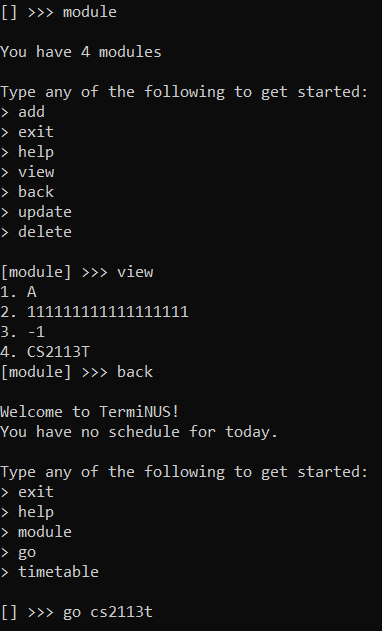 [] >>> module
You have 4 modules
Type any of the following to get started:
> add
> exit
> help
> view
> back
> update
> delete
[module] >>> view
1. A
2. 111111111111111111
3. -1
4. CS2113T
[module] >>> back
Welcome to TermiNUS!
You have no schedule for today.
Type any of the following to get started:
> exit
> help
> module
> go
> timetable
[] >>> go cs2113t